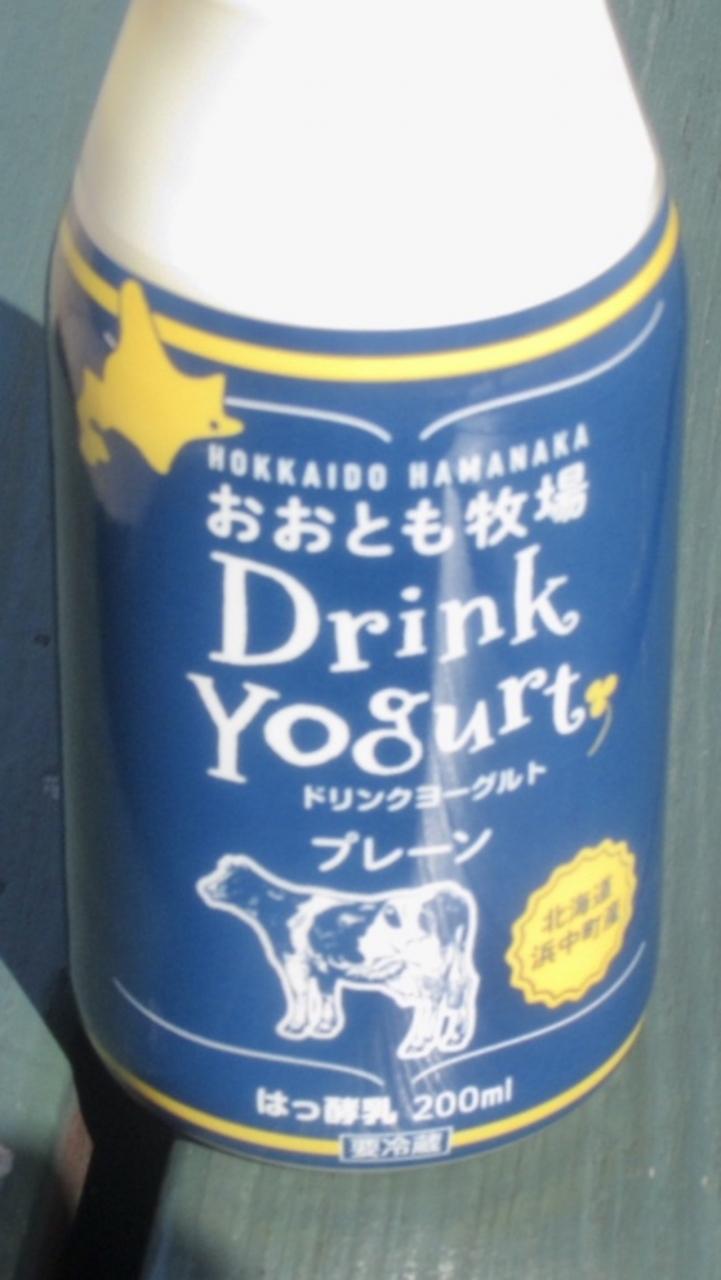 HOKKAIDO HAMANAKA
おおとも牧場
Drink
Yogurt
ドリンクヨーグルト
プレーン
北海道
浜中町産
はっ酵乳 200ml
要冷蔵